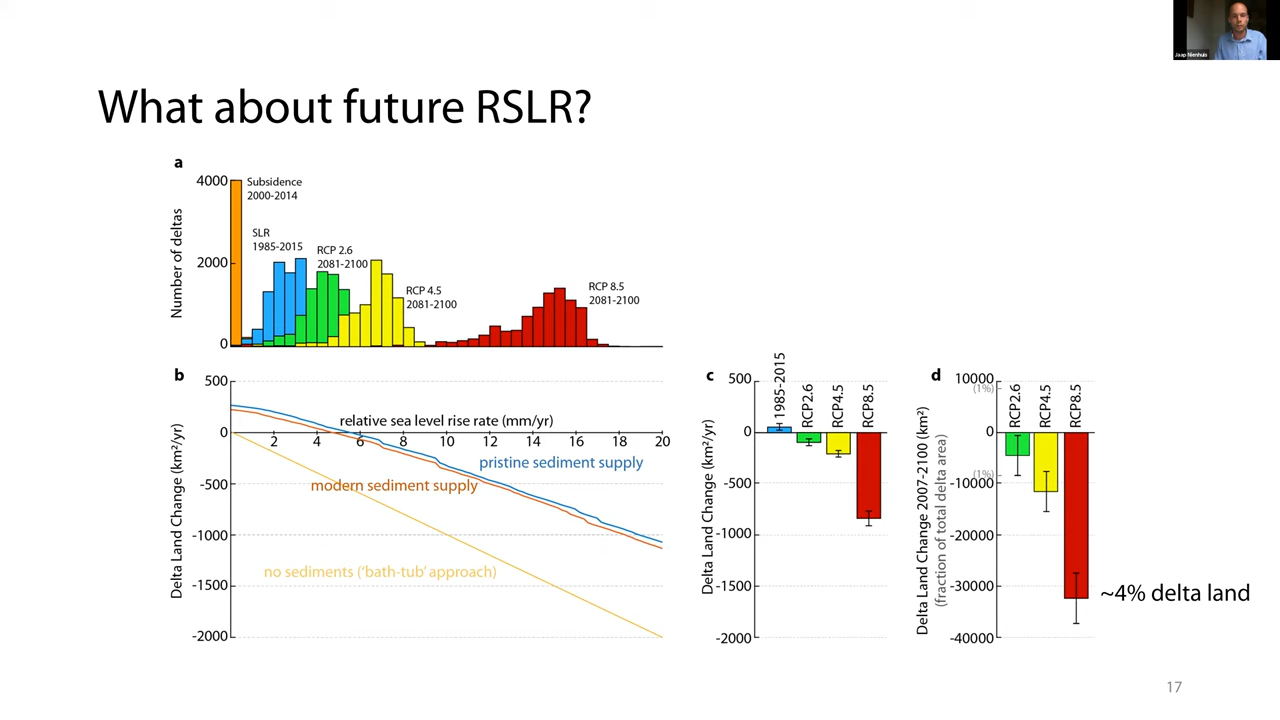 Jaap Nienhuis
What about future RSLR?
a
Number of deltas
4000
2000
0
Subsidence
2000-2014
SLR
1985-2015
RCP 2.6
2081-2100
RCP 4.5
2081-2100
RCP 8.5
2081-2100
b
Delta Land Change (km²/yr)
500
0
-500
-1000
-1500
-2000
relative sea level rise rate (mm/yr)
2 4 6 8 10 12 14 16 18 20
pristine sediment supply
modern sediment supply
no sediments ('bath-tub' approach)
c
Delta Land Change (km²/yr)
500
0
-500
-1000
-1500
-2000
1985-2015
RCP2.6
RCP4.5
RCP8.5
d
Delta Land Change 2007-2100 (km²)
(fraction of total delta area)
10000
(1%)
0
(1%)
-10000
-20000
-30000
-40000
RCP2.6
RCP4.5
RCP8.5
~4% delta land
17